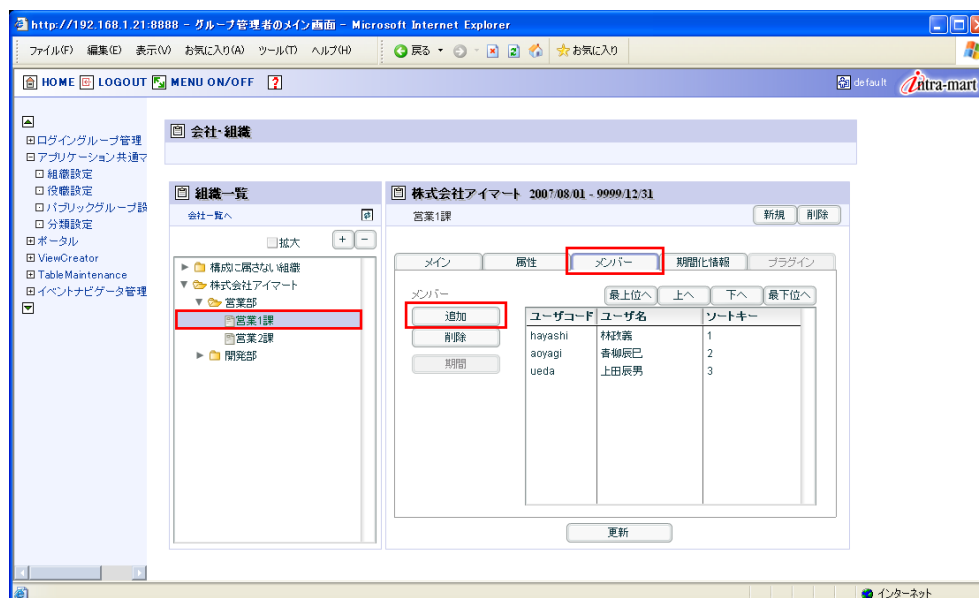 http://192.168.1.21:8888 - グループ管理者のメイン画面 - Microsoft Internet Explorer
ファイル(F) 編集(E) 表示(V) お気に入り(A) ツール(T) ヘルプ(H) 戻る お気に入り
HOME LOGOUT MENU ON/OFF ? default intra-mart
ログイングループ管理
アプリケーション共通マ
組織設定
役職設定
パブリックグループ設
分類設定
ポータル
ViewCreator
TableMaintenance
イベントナビゲータ管理
会社・組織
組織一覧
会社一覧へ
拡大 + -
構成に属さない組織
株式会社アイマート
営業部
営業1課
営業2課
開発部
株式会社アイマート 2007/08/01 - 9999/12/31
営業1課 新規 削除
メイン 属性 メンバー 期間化情報 プラグイン
メンバー 最上位へ 上へ 下へ 最下位へ
追加
削除
期間
ユーザコード ユーザ名 ソートキー
hayashi 林政義 1
aoyagi 青柳辰巳 2
ueda 上田辰男 3
更新
インターネット